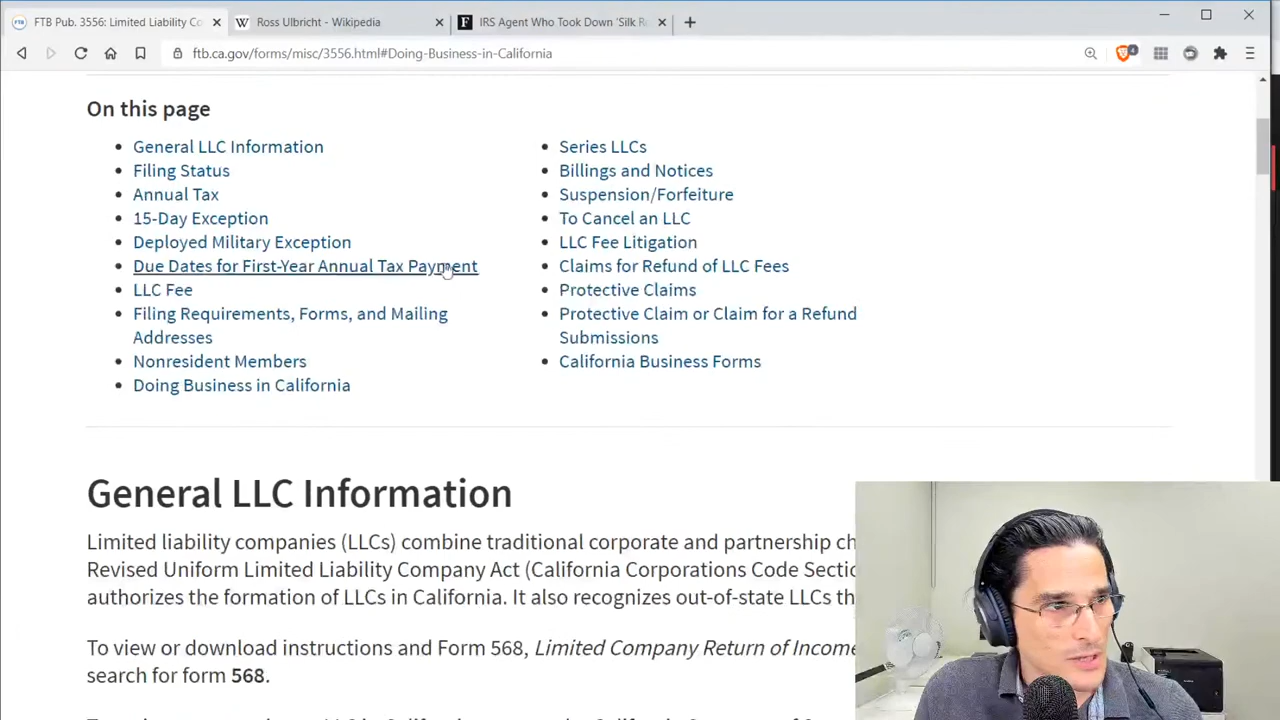 FTB Pub. 3556: Limited Liability Co
Ross Ulbricht - Wikipedia
IRS Agent Who Took Down 'Silk R
ftb.ca.gov/forms/misc/3556.html#Doing-Business-in-California
4
On this page
General LLC Information
Filing Status
Annual Tax
15-Day Exception
Deployed Military Exception
Due Dates for First-Year Annual Tax Payment
LLC Fee
Filing Requirements, Forms, and Mailing
Addresses
Nonresident Members
Doing Business in California
Series LLCs
Billings and Notices
Suspension/Forfeiture
To Cancel an LLC
LLC Fee Litigation
Claims for Refund of LLC Fees
Protective Claims
Protective Claim or Claim for a Refund
Submissions
California Business Forms
General LLC Information
Limited liability companies (LLCs) combine traditional corporate and partnership ch
Revised Uniform Limited Liability Company Act (California Corporations Code Sectio
authorizes the formation of LLCs in California. It also recognizes out-of-state LLCs th
To view or download instructions and Form 568, Limited Company Return of Income
search for form 568.